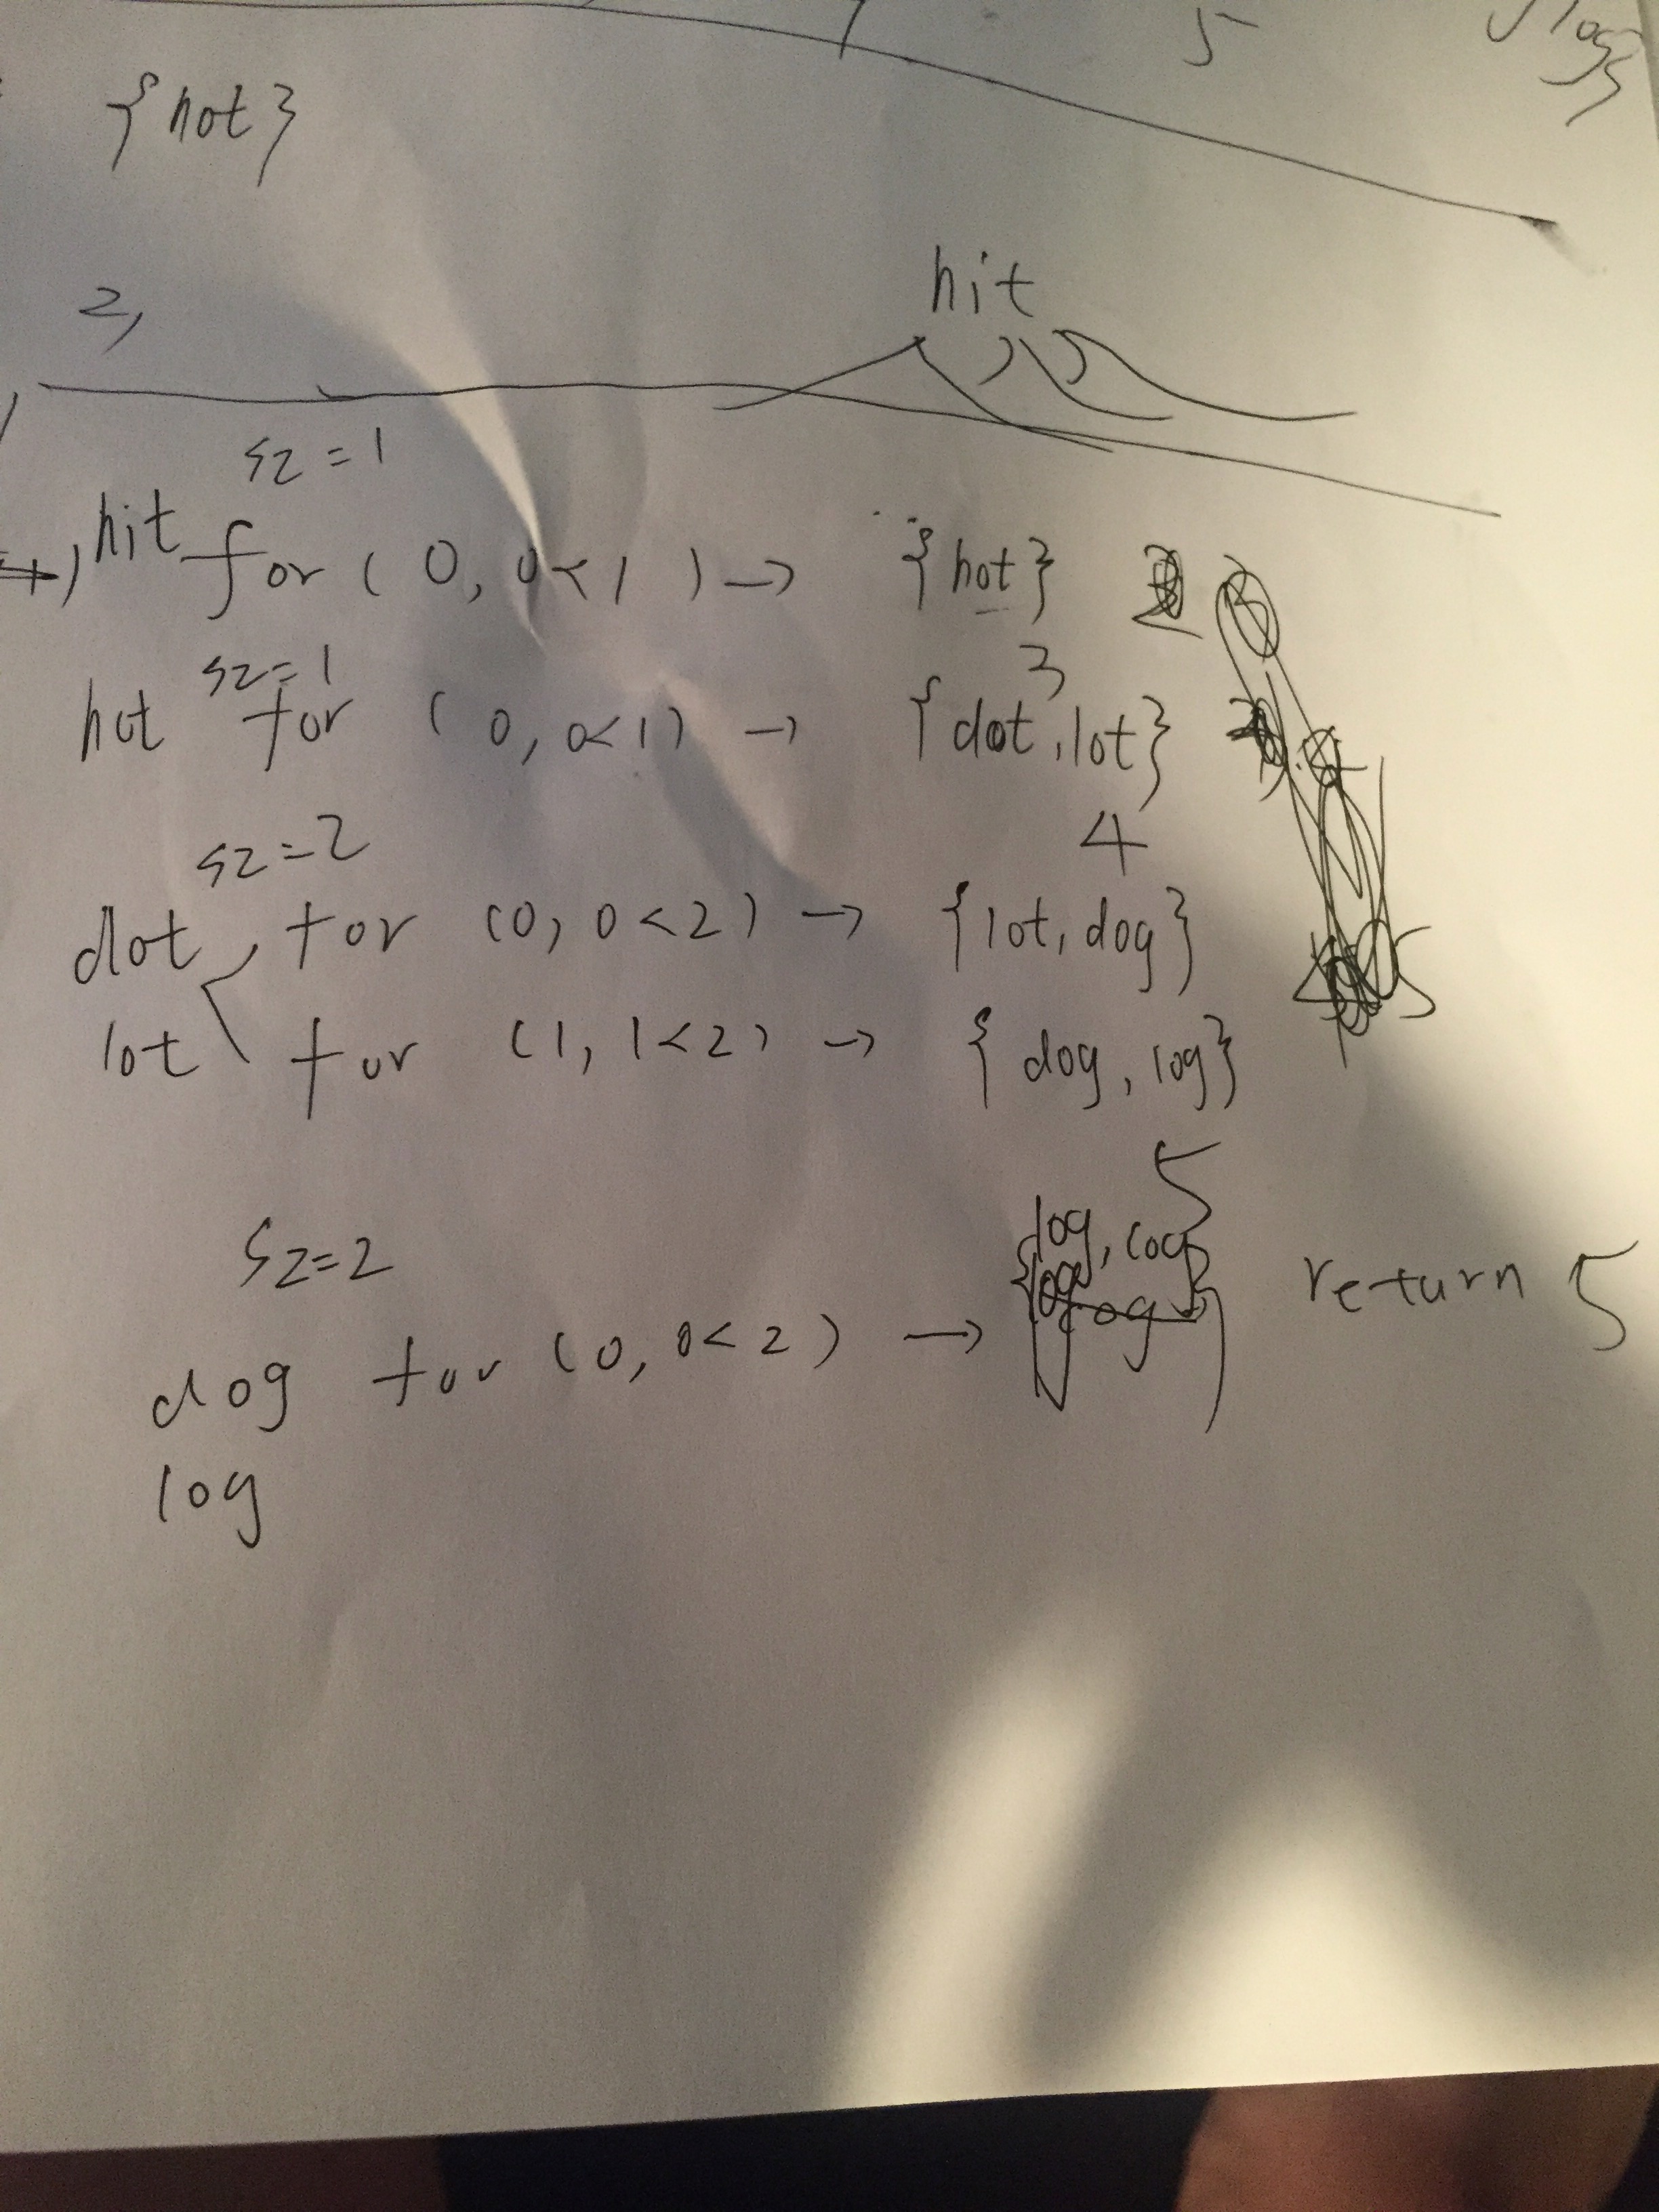 5
{hot}
2,
hit
sz=1
hit for (0, 0<1) → {hot} 2
sz=1 3
hot for (0, 0<1) → {dot, lot}
sz=2 4
dot, for (0, 0<2) → {lot, dog}
lot for (1, 1<2) → {dog, log}
5
sz=2 {log, cog} return 5
dog for (0, 0<2) →
log